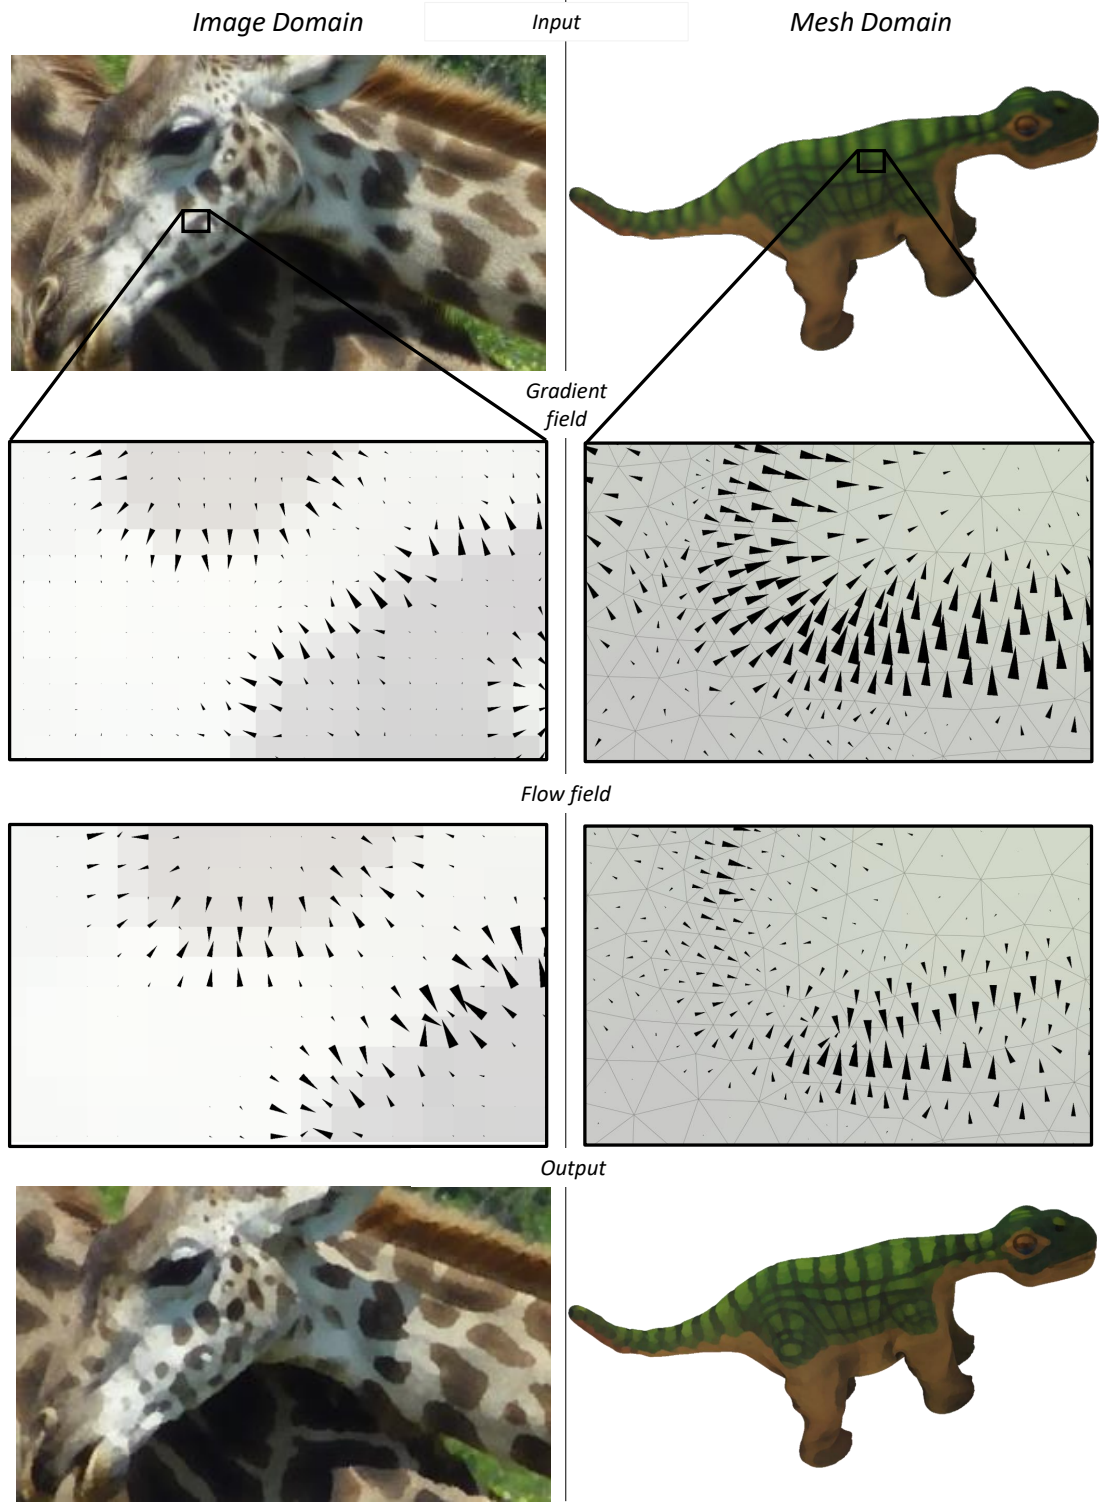 Image Domain
Input
Mesh Domain
Gradient
field
Flow field
Output